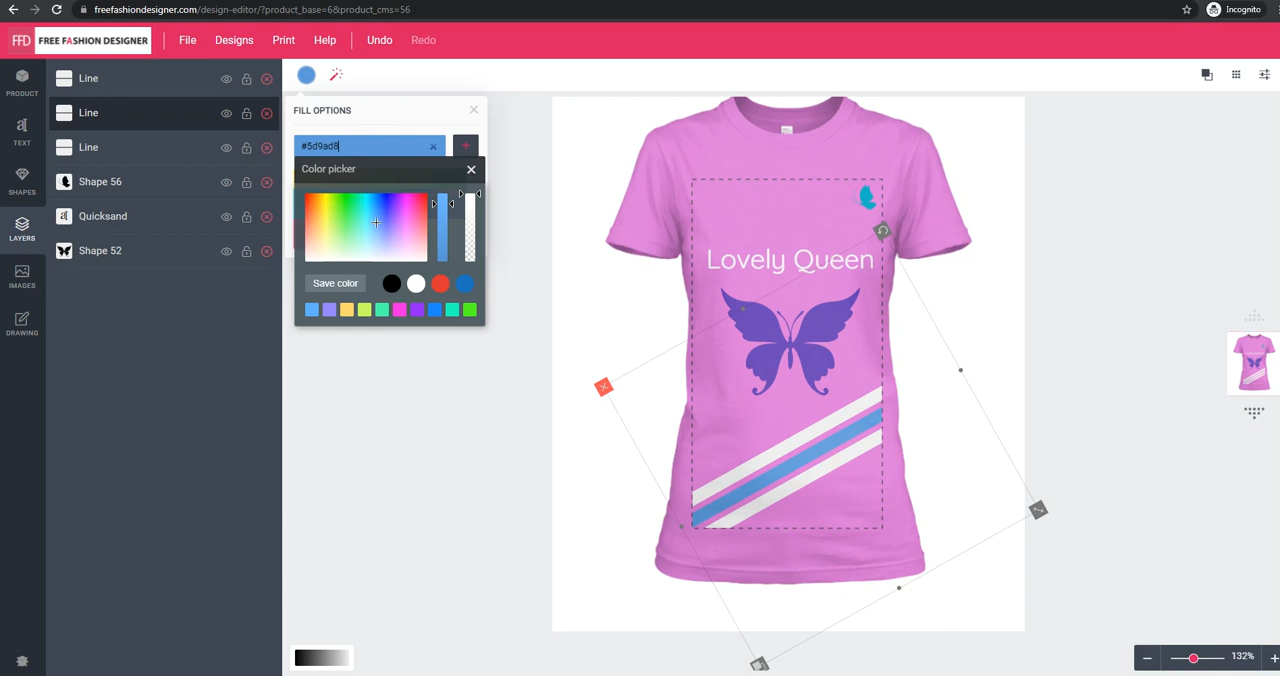 freefashiondesigner.com/design-editor/?product_base=6&product_cms=56
Incognito
FFD FREE FASHION DESIGNER
File Designs Print Help Undo Redo
PRODUCT
TEXT
SHAPES
LAYERS
IMAGES
DRAWING
Line
Line
Line
Shape 56
Quicksand
Shape 52
FILL OPTIONS
#5d9ad8
Color picker
Save color
Lovely Queen
132%